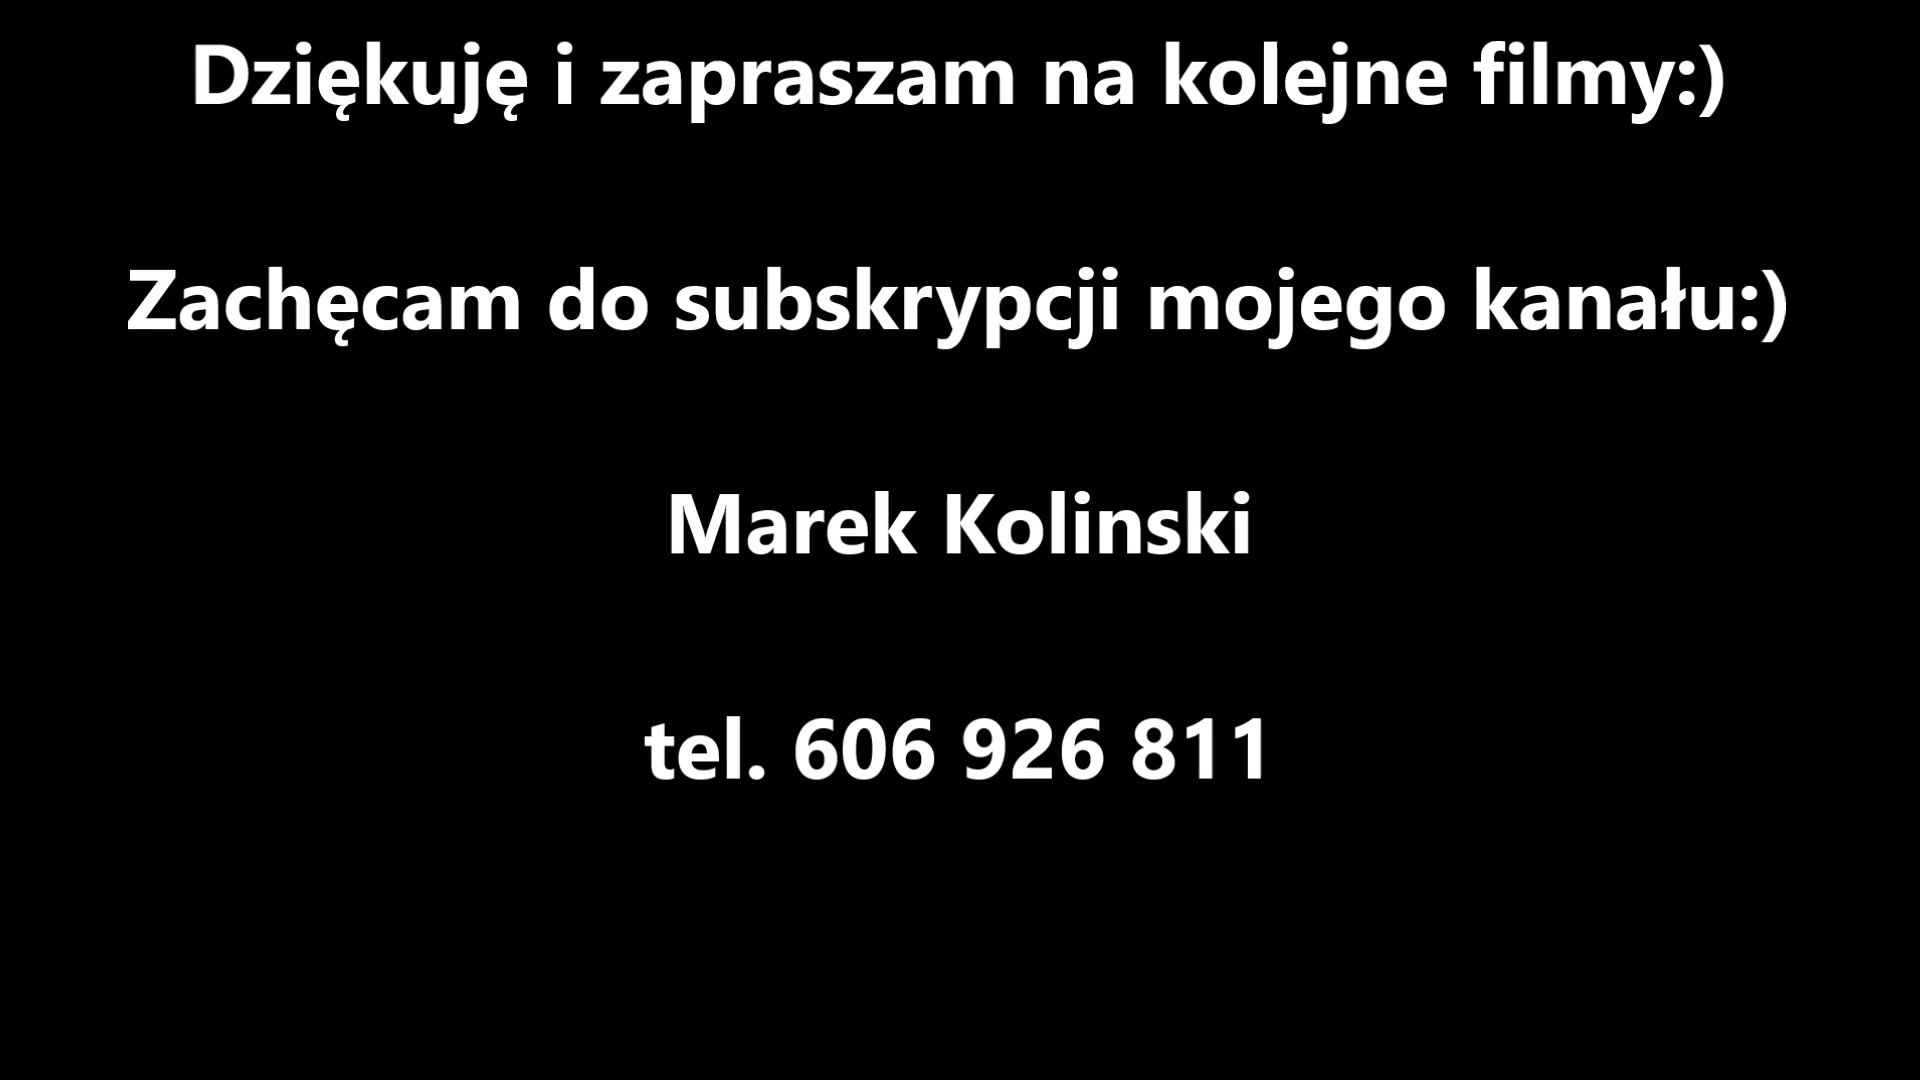 Dziękuję i zapraszam na kolejne filmy:)
Zachęcam do subskrypcji mojego kanału:)
Marek Kolinski
tel. 606 926 811